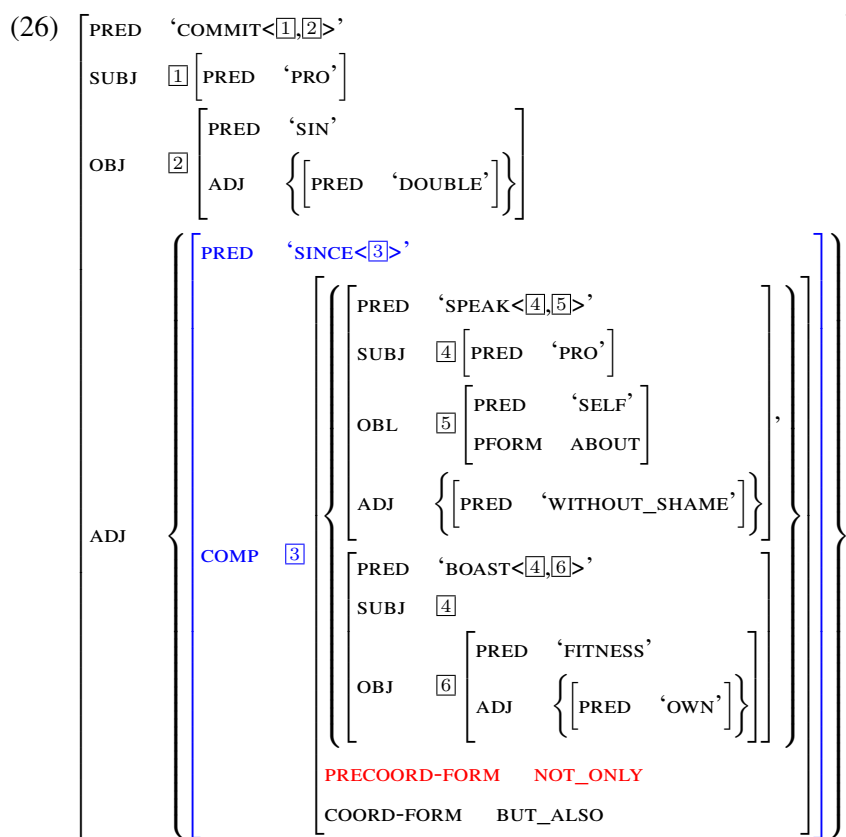 (26) PRED ‘COMMIT<1,2>’
SUBJ 1 [PRED ‘PRO’]
PRED ‘SIN’
OBJ 2
ADJ {[PRED ‘DOUBLE’]}
PRED ‘SINCE<3>’
PRED ‘SPEAK<4,5>’
SUBJ 4 [PRED ‘PRO’]
PRED ‘SELF’
OBL 5
PFORM ABOUT
,
ADJ {[PRED ‘WITHOUT_SHAME’]}
ADJ
COMP 3
PRED ‘BOAST<4,6>’
SUBJ 4
PRED ‘FITNESS’
OBJ 6
ADJ {[PRED ‘OWN’]}
PRECOORD-FORM NOT_ONLY
COORD-FORM BUT_ALSO